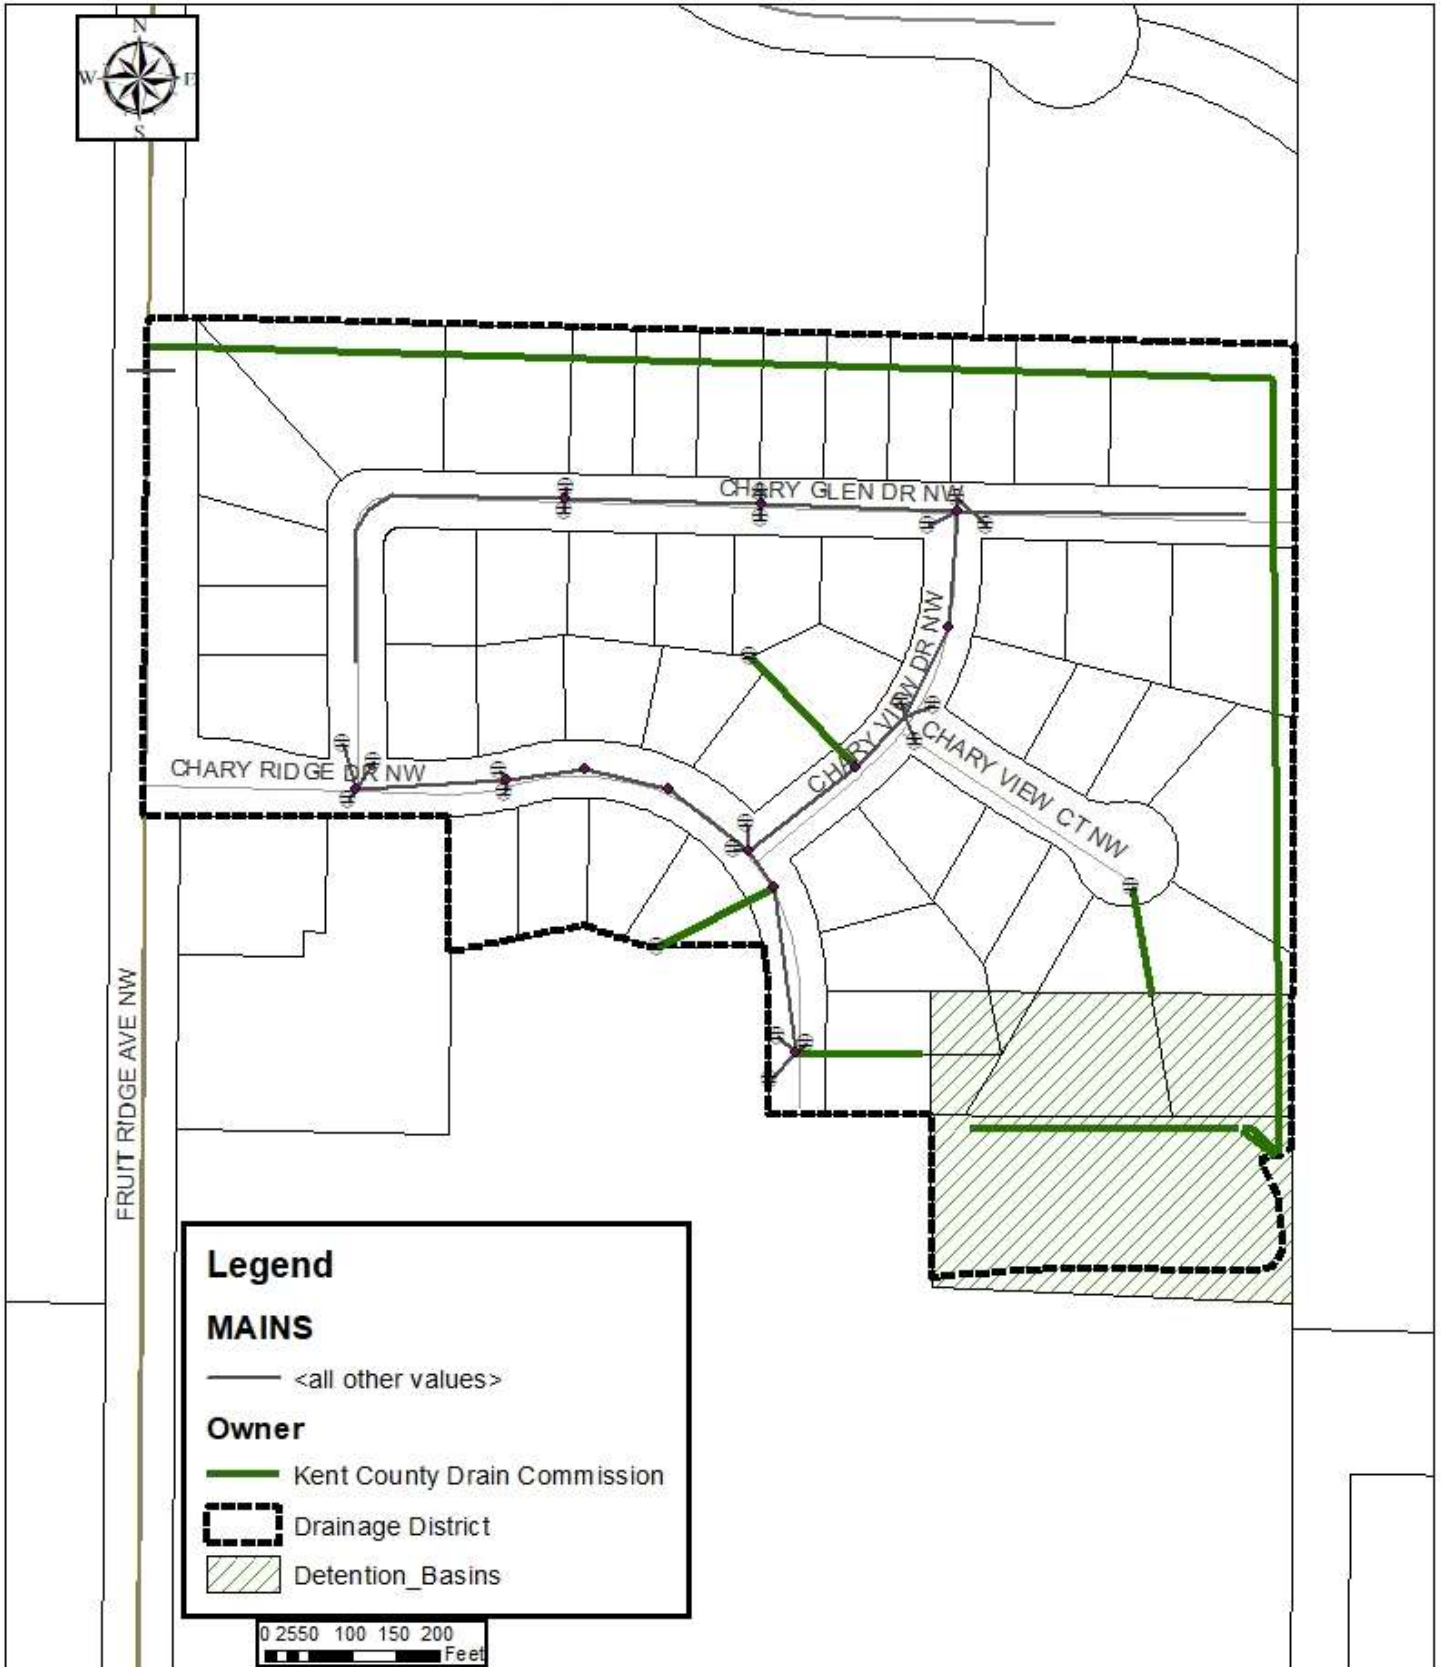 N
W E
S
CHARY GLEN DR NW
CHARY VIEW DR NW
CHARY RIDGE DR NW
CHARY VIEW CT NW
FRUIT RIDGE AVE NW
Legend
MAINS
<all other values>
Owner
Kent County Drain Commission
Drainage District
Detention_Basins
0 2550 100 150 200
Feet